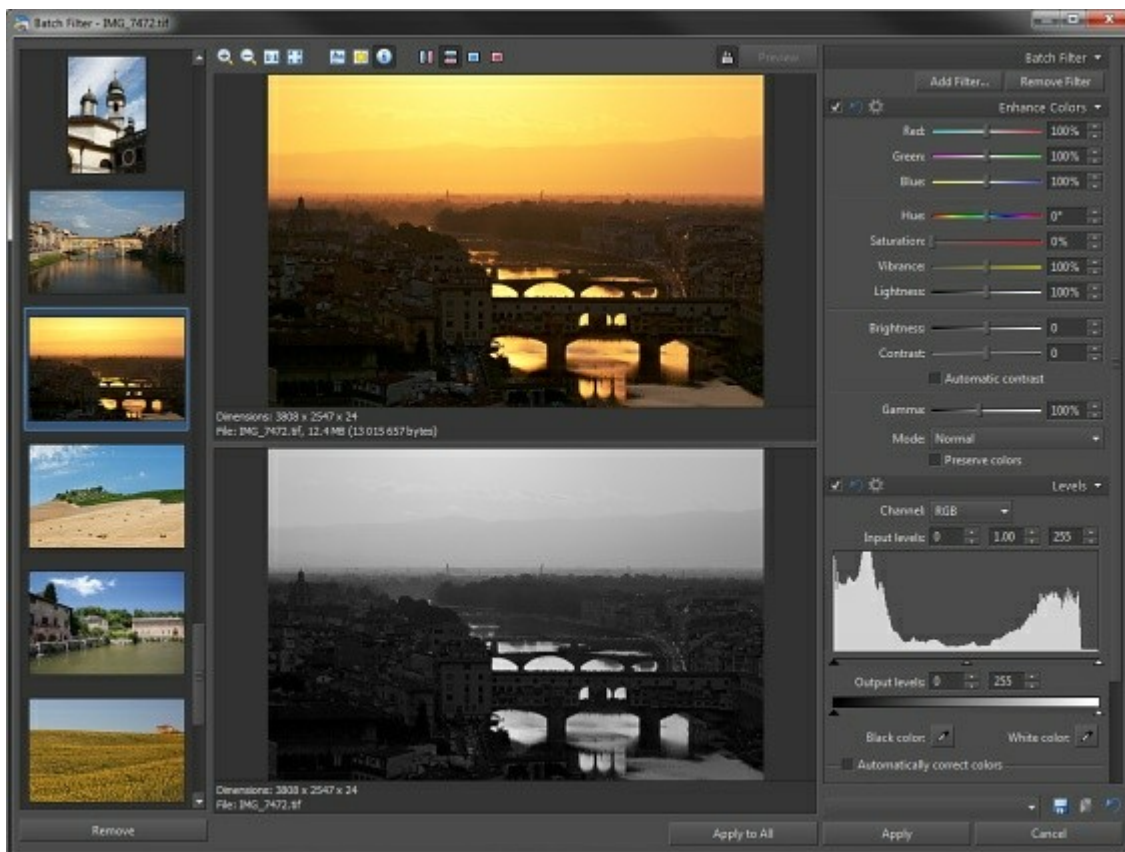 Batch Filter - IMG_7472.tif
Preview
Dimensions: 3808 x 2547 x 24
File: IMG_7472.tif, 12.4 MB (13 015 657 bytes)
Dimensions: 3808 x 2547 x 24
File: IMG_7472.tif
Remove
Batch Filter
Add Filter... Remove Filter
Enhance Colors
Red: 100%
Green: 100%
Blue: 100%
Hue: 0°
Saturation: 0%
Vibrance: 100%
Lightness: 100%
Brightness: 0
Contrast: 0
Automatic contrast
Gamma: 100%
Mode: Normal
Preserve colors
Levels
Channel: RGB
Input levels: 0 1.00 255
Output levels: 0 255
Black color: White color:
Automatically correct colors
Apply to All Apply Cancel